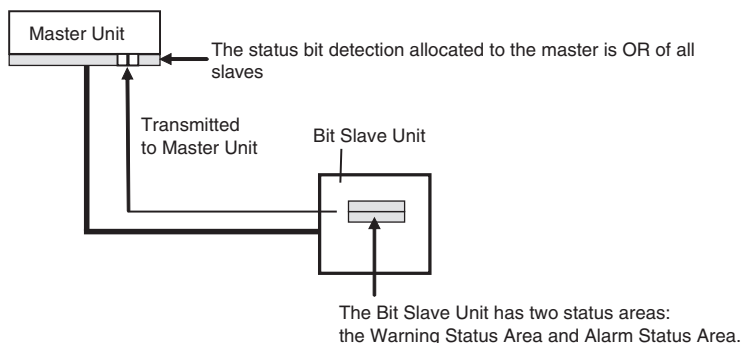 Master Unit
The status bit detection allocated to the master is OR of all
slaves
Transmitted
to Master Unit
Bit Slave Unit
The Bit Slave Unit has two status areas:
the Warning Status Area and Alarm Status Area.